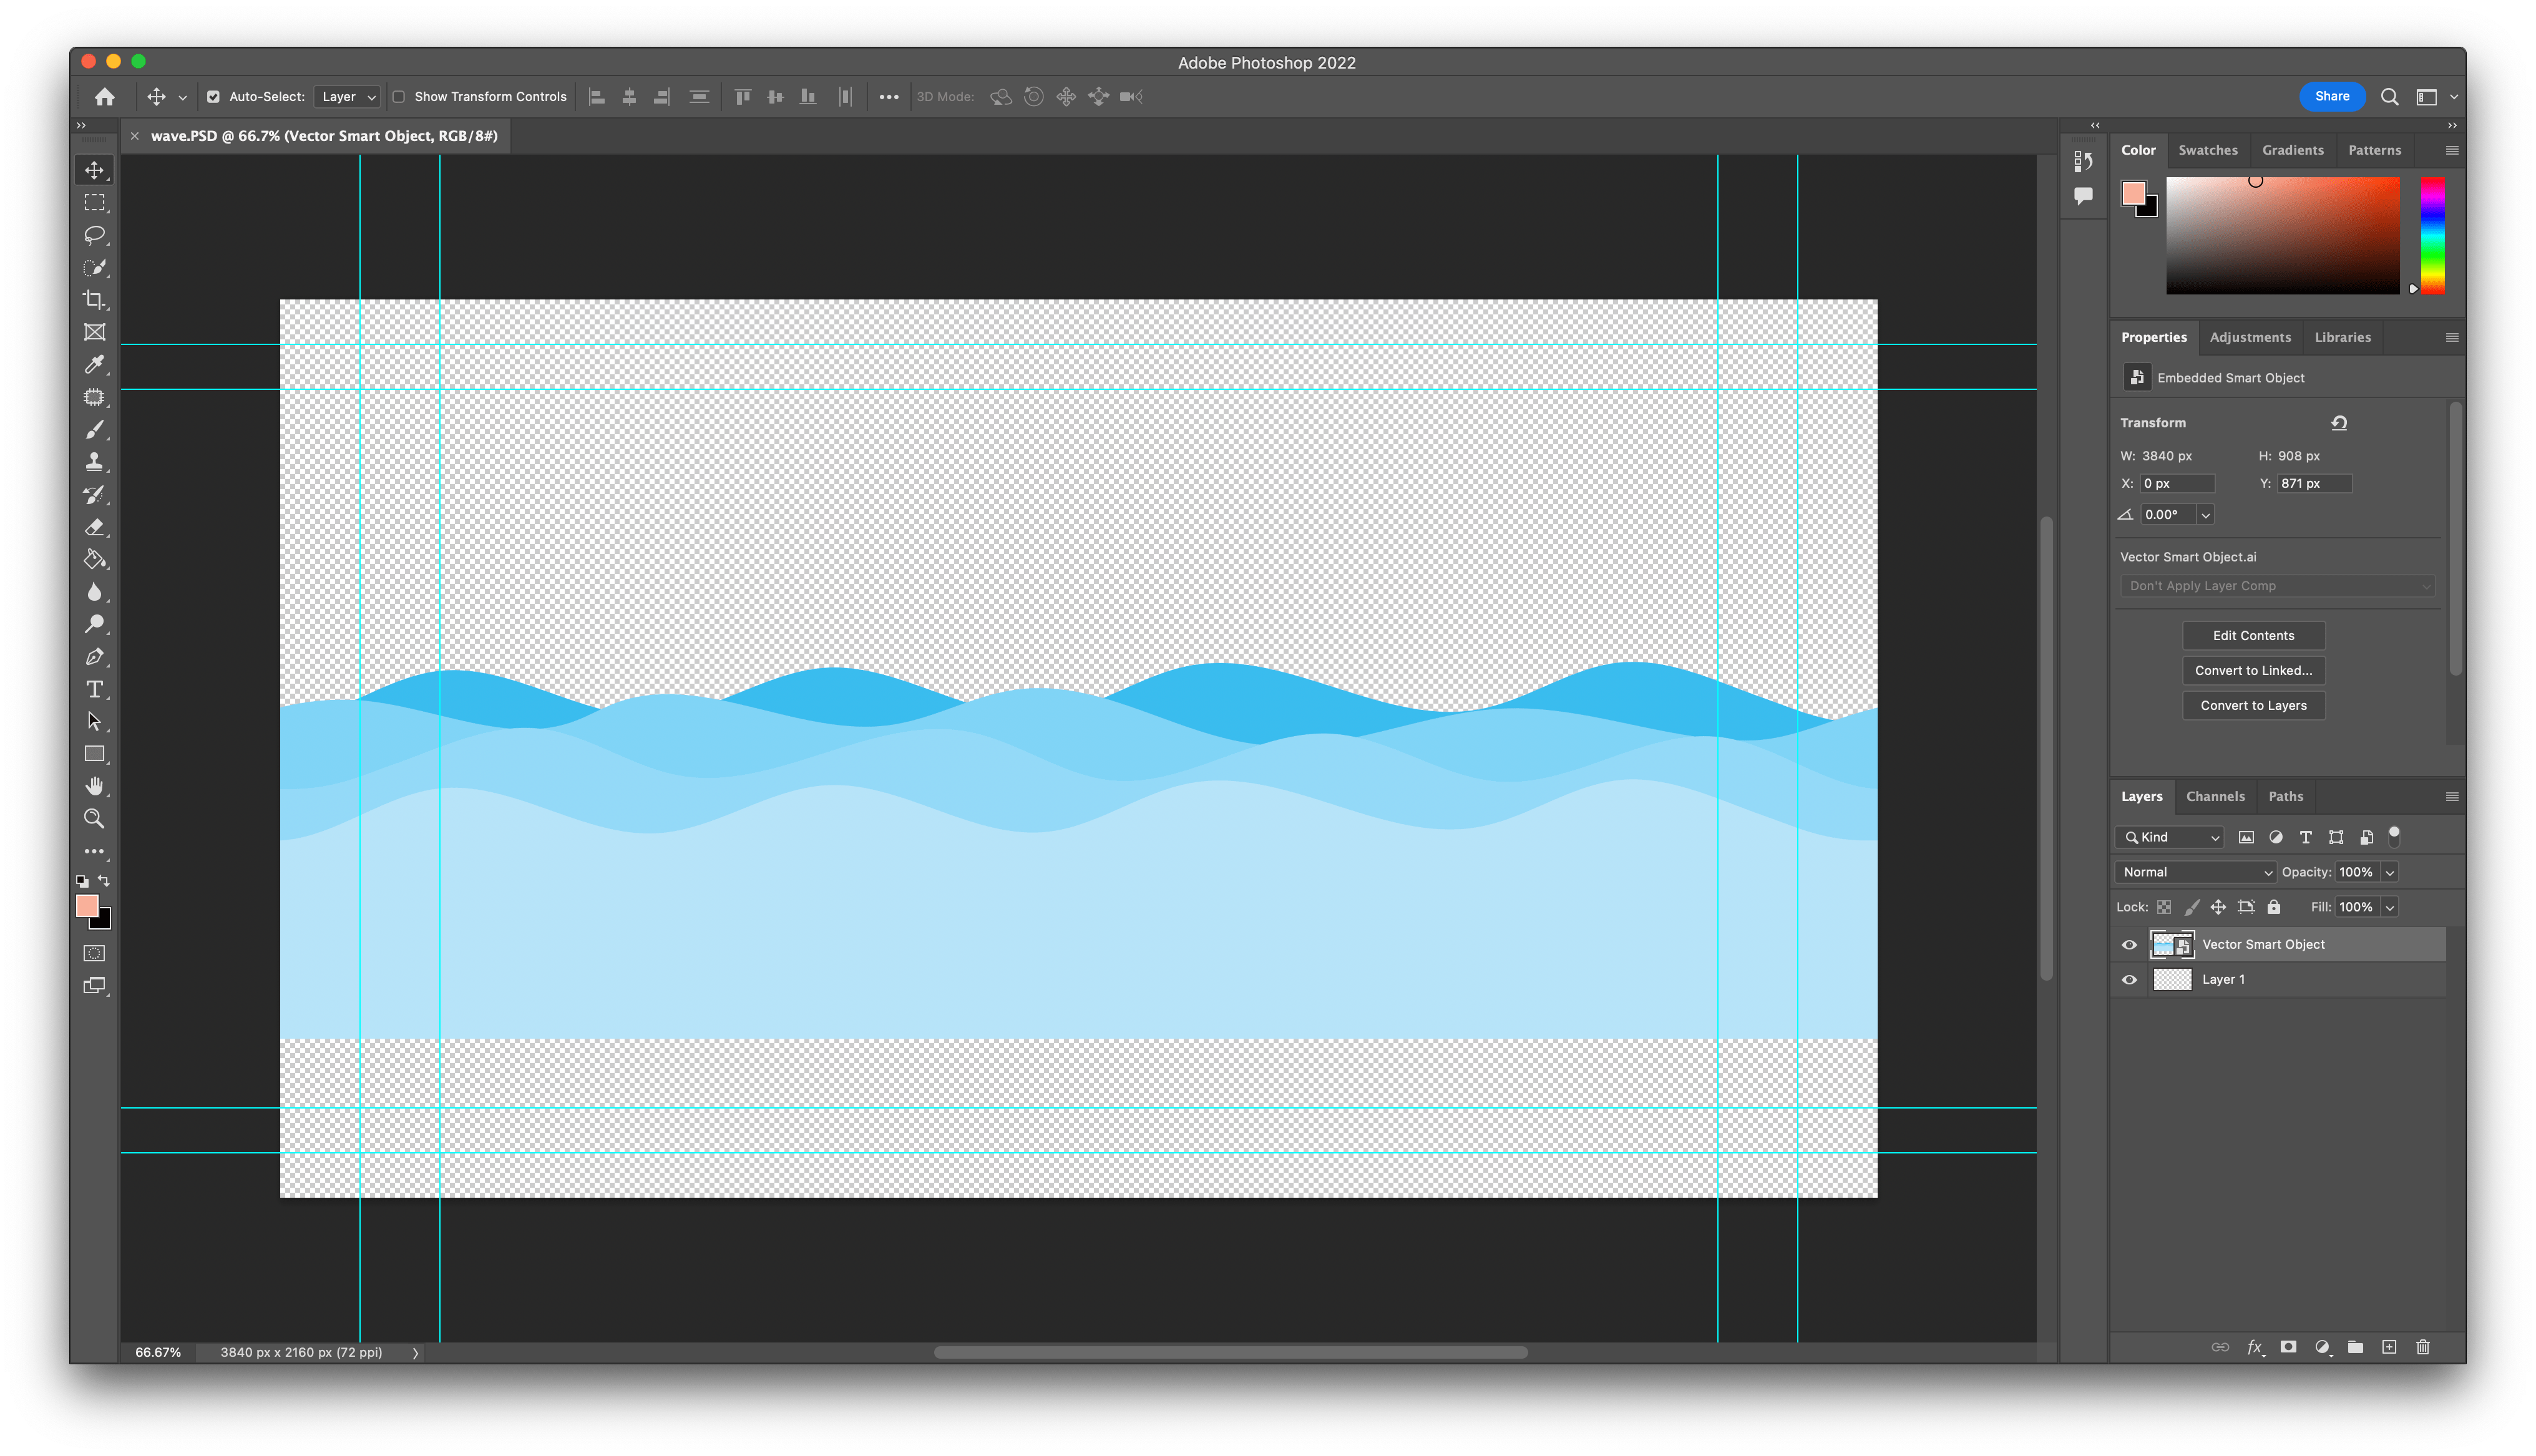 Adobe Photoshop 2022
Auto-Select: Layer Show Transform Controls 3D Mode: Share
wave.PSD @ 66.7% (Vector Smart Object, RGB/8#)
Color Swatches Gradients Patterns
Properties Adjustments Libraries
Embedded Smart Object
Transform
W: 3840 px H: 908 px
X: 0 px Y: 871 px
0.00°
Vector Smart Object.ai
Don't Apply Layer Comp
Edit Contents
Convert to Linked...
Convert to Layers
Layers Channels Paths
Kind
Normal Opacity: 100%
Lock: Fill: 100%
Vector Smart Object
Layer 1
66.67% 3840 px x 2160 px (72 ppi)